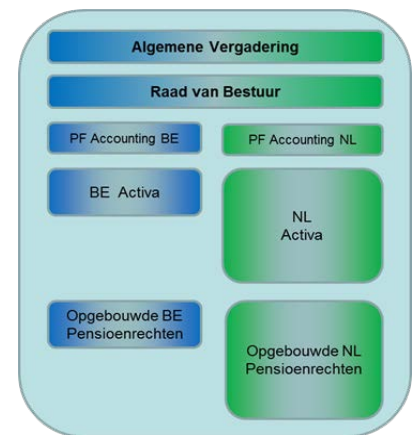 Algemene Vergadering
Raad van Bestuur
PF Accounting BE
PF Accounting NL
BE Activa
NL
Activa
Opgebouwde BE
Pensioenrechten
Opgebouwde NL
Pensioenrechten